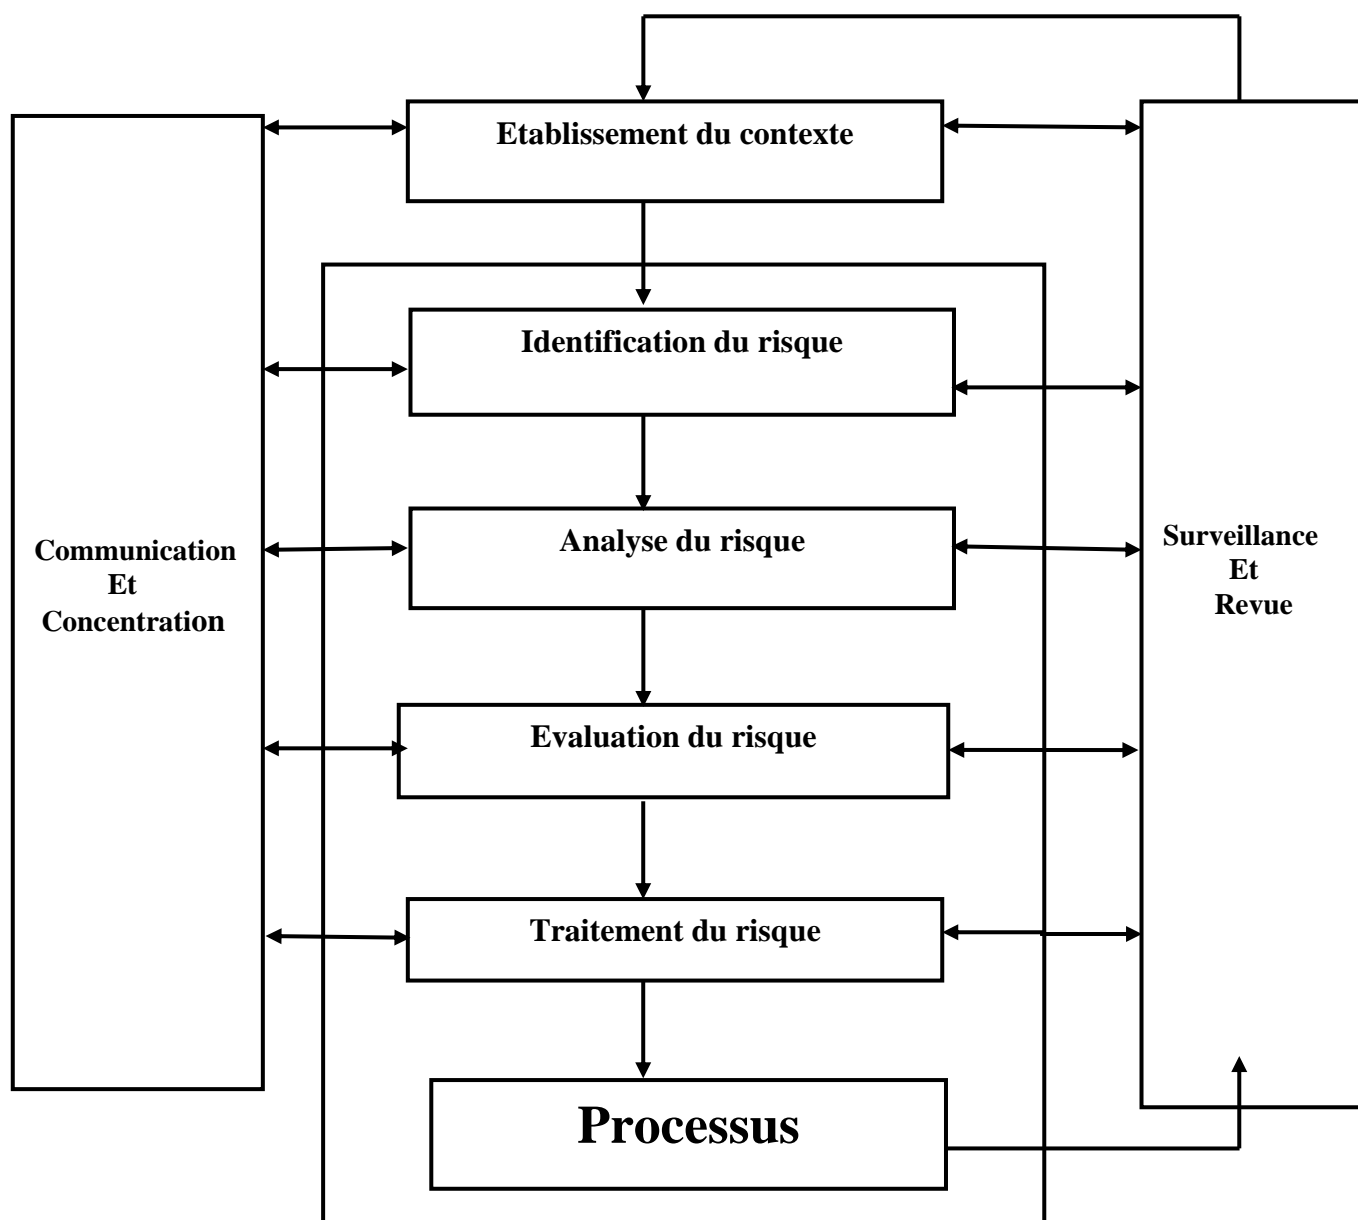 Etablissement du contexte
Identification du risque
Analyse du risque
Communication
Et
Concentration
Surveillance
Et
Revue
Evaluation du risque
Traitement du risque
Processus